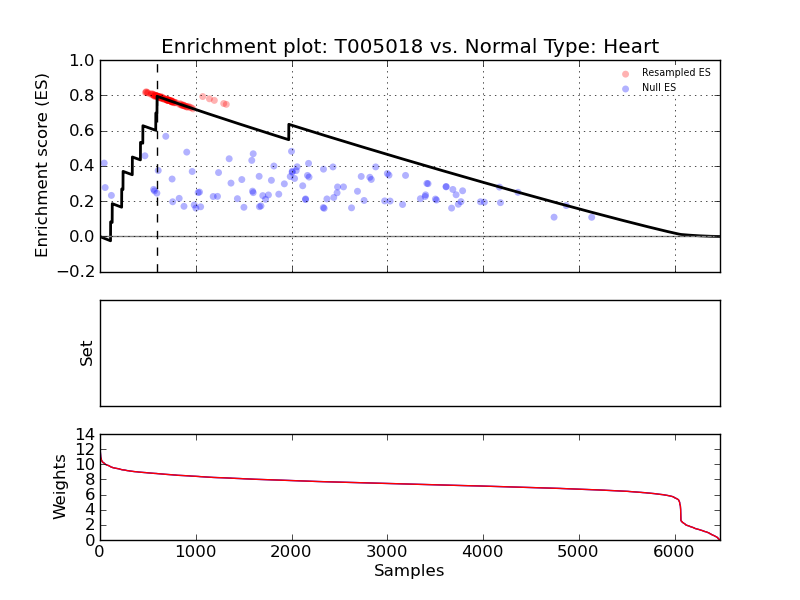 Enrichment plot: T005018 vs. Normal Type: Heart
Enrichment score (ES)
1.0
0.8
0.6
0.4
0.2
0.0
−0.2
Resampled ES
Null ES
Set
Weights
14
12
10
8
6
4
2
0
0 1000 2000 3000 4000 5000 6000
Samples